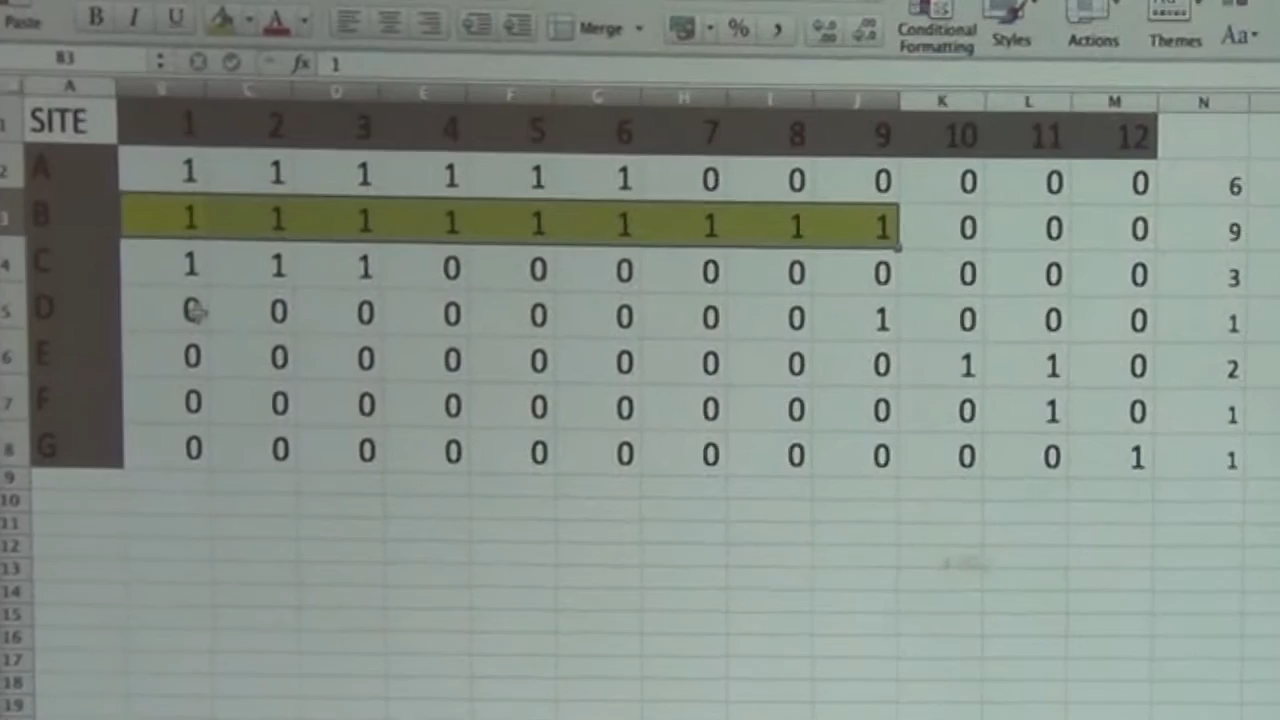 Paste B I U A Merge % , .0 .00 .00 .0 Conditional Formatting Styles Actions Themes Aa
B3 fx 1
A B C D E F G H I J K L M N
1 SITE 1 2 3 4 5 6 7 8 9 10 11 12
2 A 1 1 1 1 1 1 0 0 0 0 0 0 6
3 B 1 1 1 1 1 1 1 1 1 0 0 0 9
4 C 1 1 1 0 0 0 0 0 0 0 0 0 3
5 D 0 0 0 0 0 0 0 0 1 0 0 0 1
6 E 0 0 0 0 0 0 0 0 0 1 1 0 2
7 F 0 0 0 0 0 0 0 0 0 0 1 0 1
8 G 0 0 0 0 0 0 0 0 0 0 0 1 1
9
10
11
12
13
14
15
16
17
18
19